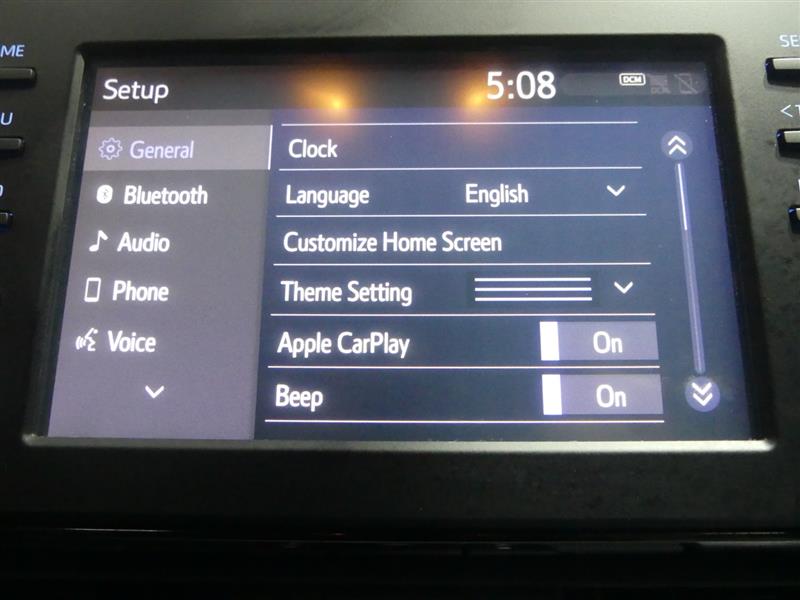 Setup
5:08
DCM
General
Bluetooth
Audio
Phone
Voice
Clock
Language English
Customize Home Screen
Theme Setting
Apple CarPlay On
Beep On